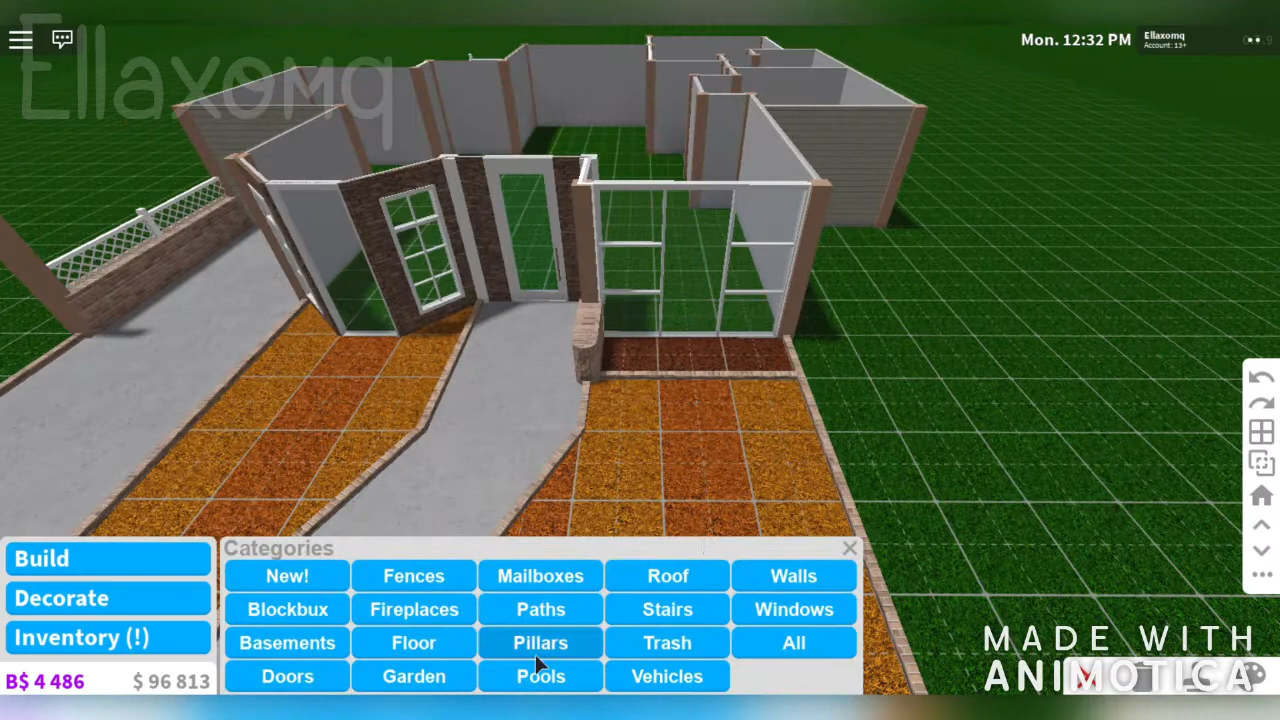 Ellaxomq
Mon. 12:32 PM
Ellaxomq
Account: 13+
Build
Decorate
Inventory (!)
B$ 4 486
$ 96 813
Categories
New! Fences Mailboxes Roof Walls
Blockbux Fireplaces Paths Stairs Windows
Basements Floor Pillars Trash All
Doors Garden Pools Vehicles
MADE WITH
ANIMOTICA